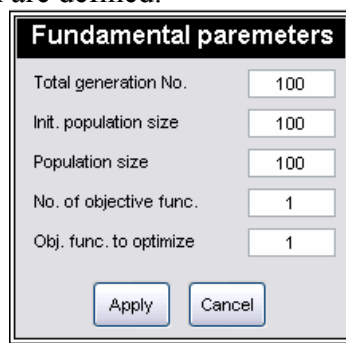 are defined.
Fundamental paremeters
Total generation No. 100
Init. population size 100
Population size 100
No. of objective func. 1
Obj. func. to optimize 1
Apply Cancel